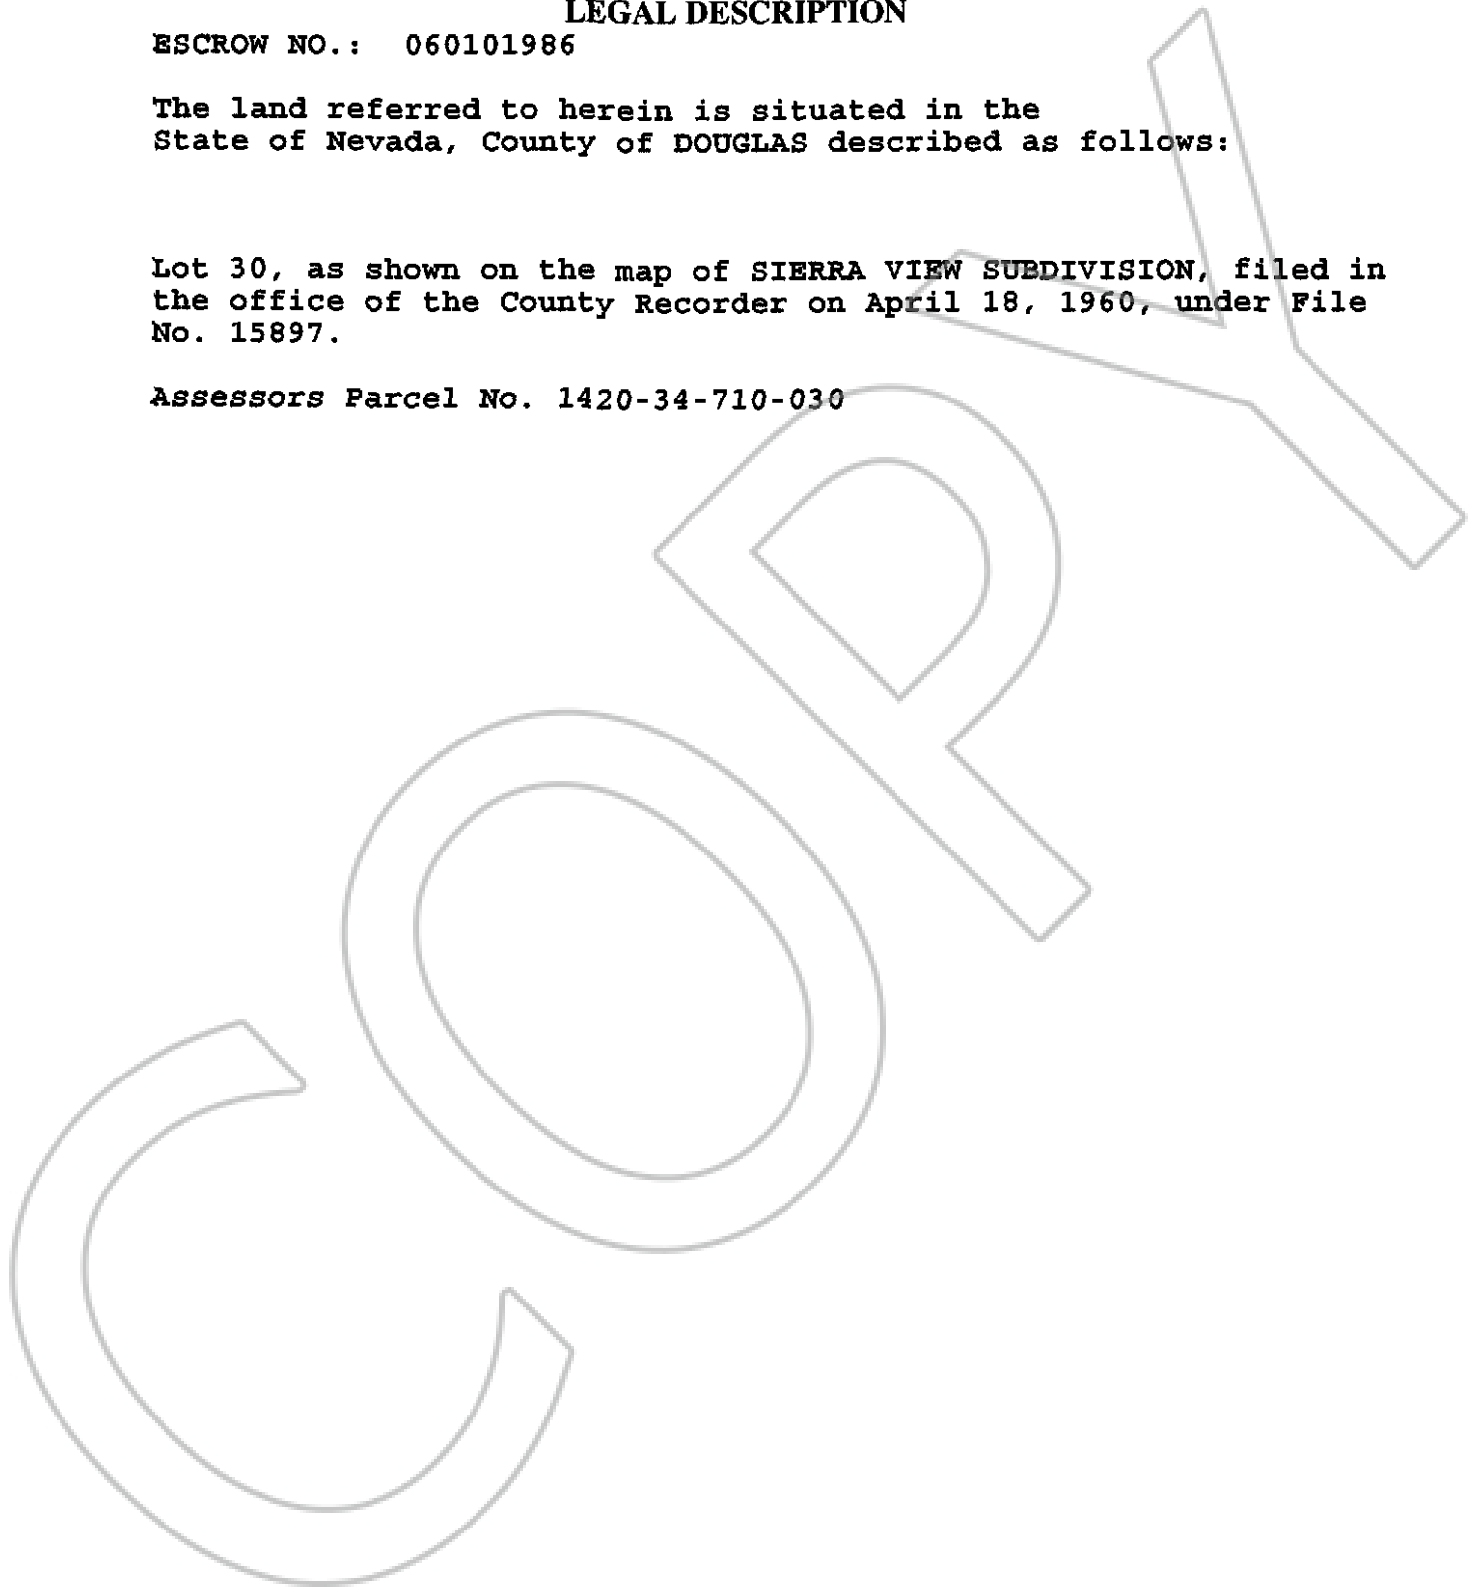 LEGAL DESCRIPTION
ESCROW NO.: 060101986
The land referred to herein is situated in the
State of Nevada, County of DOUGLAS described as follows:
Lot 30, as shown on the map of SIERRA VIEW SUBDIVISION, filed in
the office of the County Recorder on April 18, 1960, under File
No. 15897.
Assessors Parcel No. 1420-34-710-030
COPY